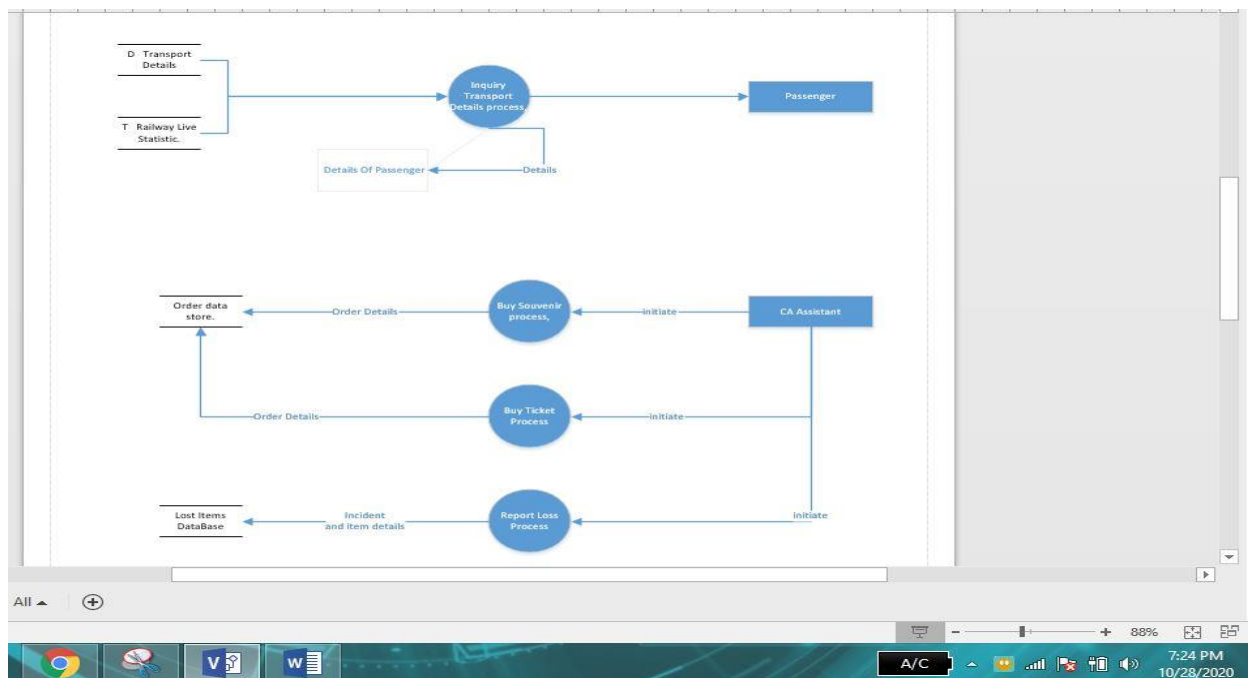 D Transport
Details
Inquiry
Transport
Details process,
Passenger
T Railway Live
Statistic.
Details Of Passenger
Details
Order data
store.
Order Details
Buy Souvenir
process,
initiate
CA Assistant
Order Details
Buy Ticket
Process
initiate
Lost Items
DataBase
Incident
and item details
Report Loss
Process
initiate
All
88%
V
W
A/C
7:24 PM
10/28/2020